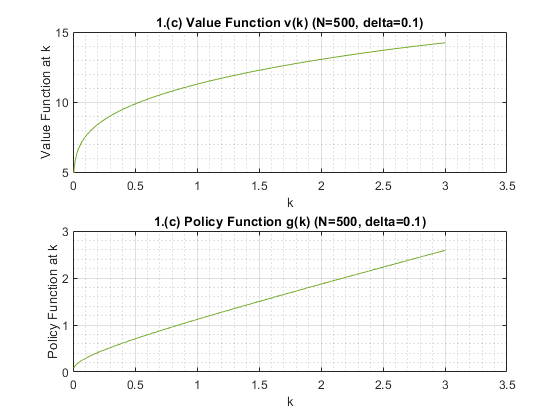 1.(c) Value Function v(k) (N=500, delta=0.1)
Value Function at k
15
10
5
0 0.5 1 1.5 2 2.5 3 3.5
k
1.(c) Policy Function g(k) (N=500, delta=0.1)
Policy Function at k
3
2
1
0
0 0.5 1 1.5 2 2.5 3 3.5
k